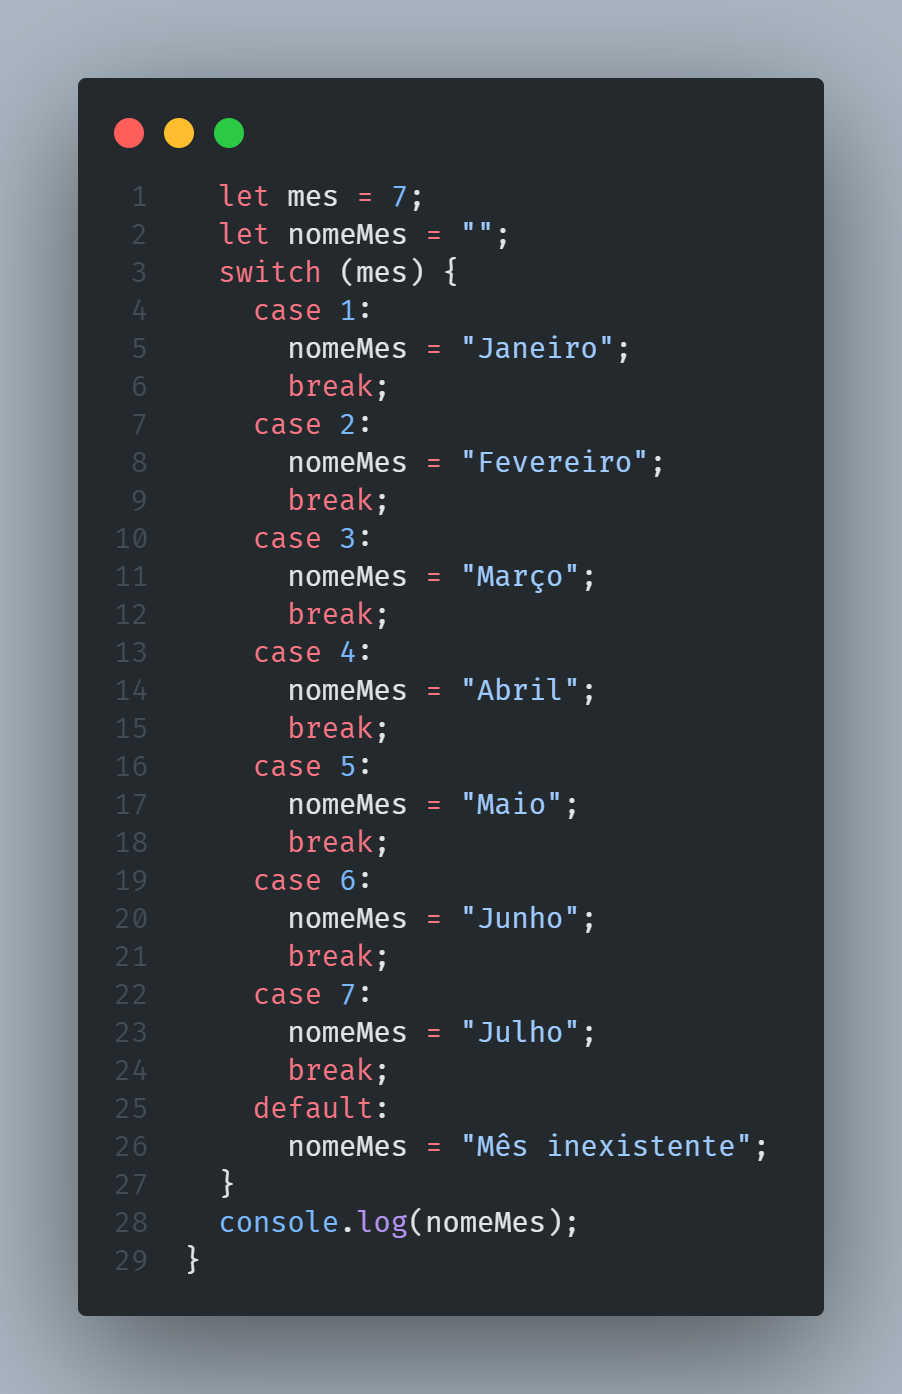 1 let mes = 7;
2 let nomeMes = "";
3 switch (mes) {
4 case 1:
5 nomeMes = "Janeiro";
6 break;
7 case 2:
8 nomeMes = "Fevereiro";
9 break;
10 case 3:
11 nomeMes = "Março";
12 break;
13 case 4:
14 nomeMes = "Abril";
15 break;
16 case 5:
17 nomeMes = "Maio";
18 break;
19 case 6:
20 nomeMes = "Junho";
21 break;
22 case 7:
23 nomeMes = "Julho";
24 break;
25 default:
26 nomeMes = "Mês inexistente";
27 }
28 console.log(nomeMes);
29 }